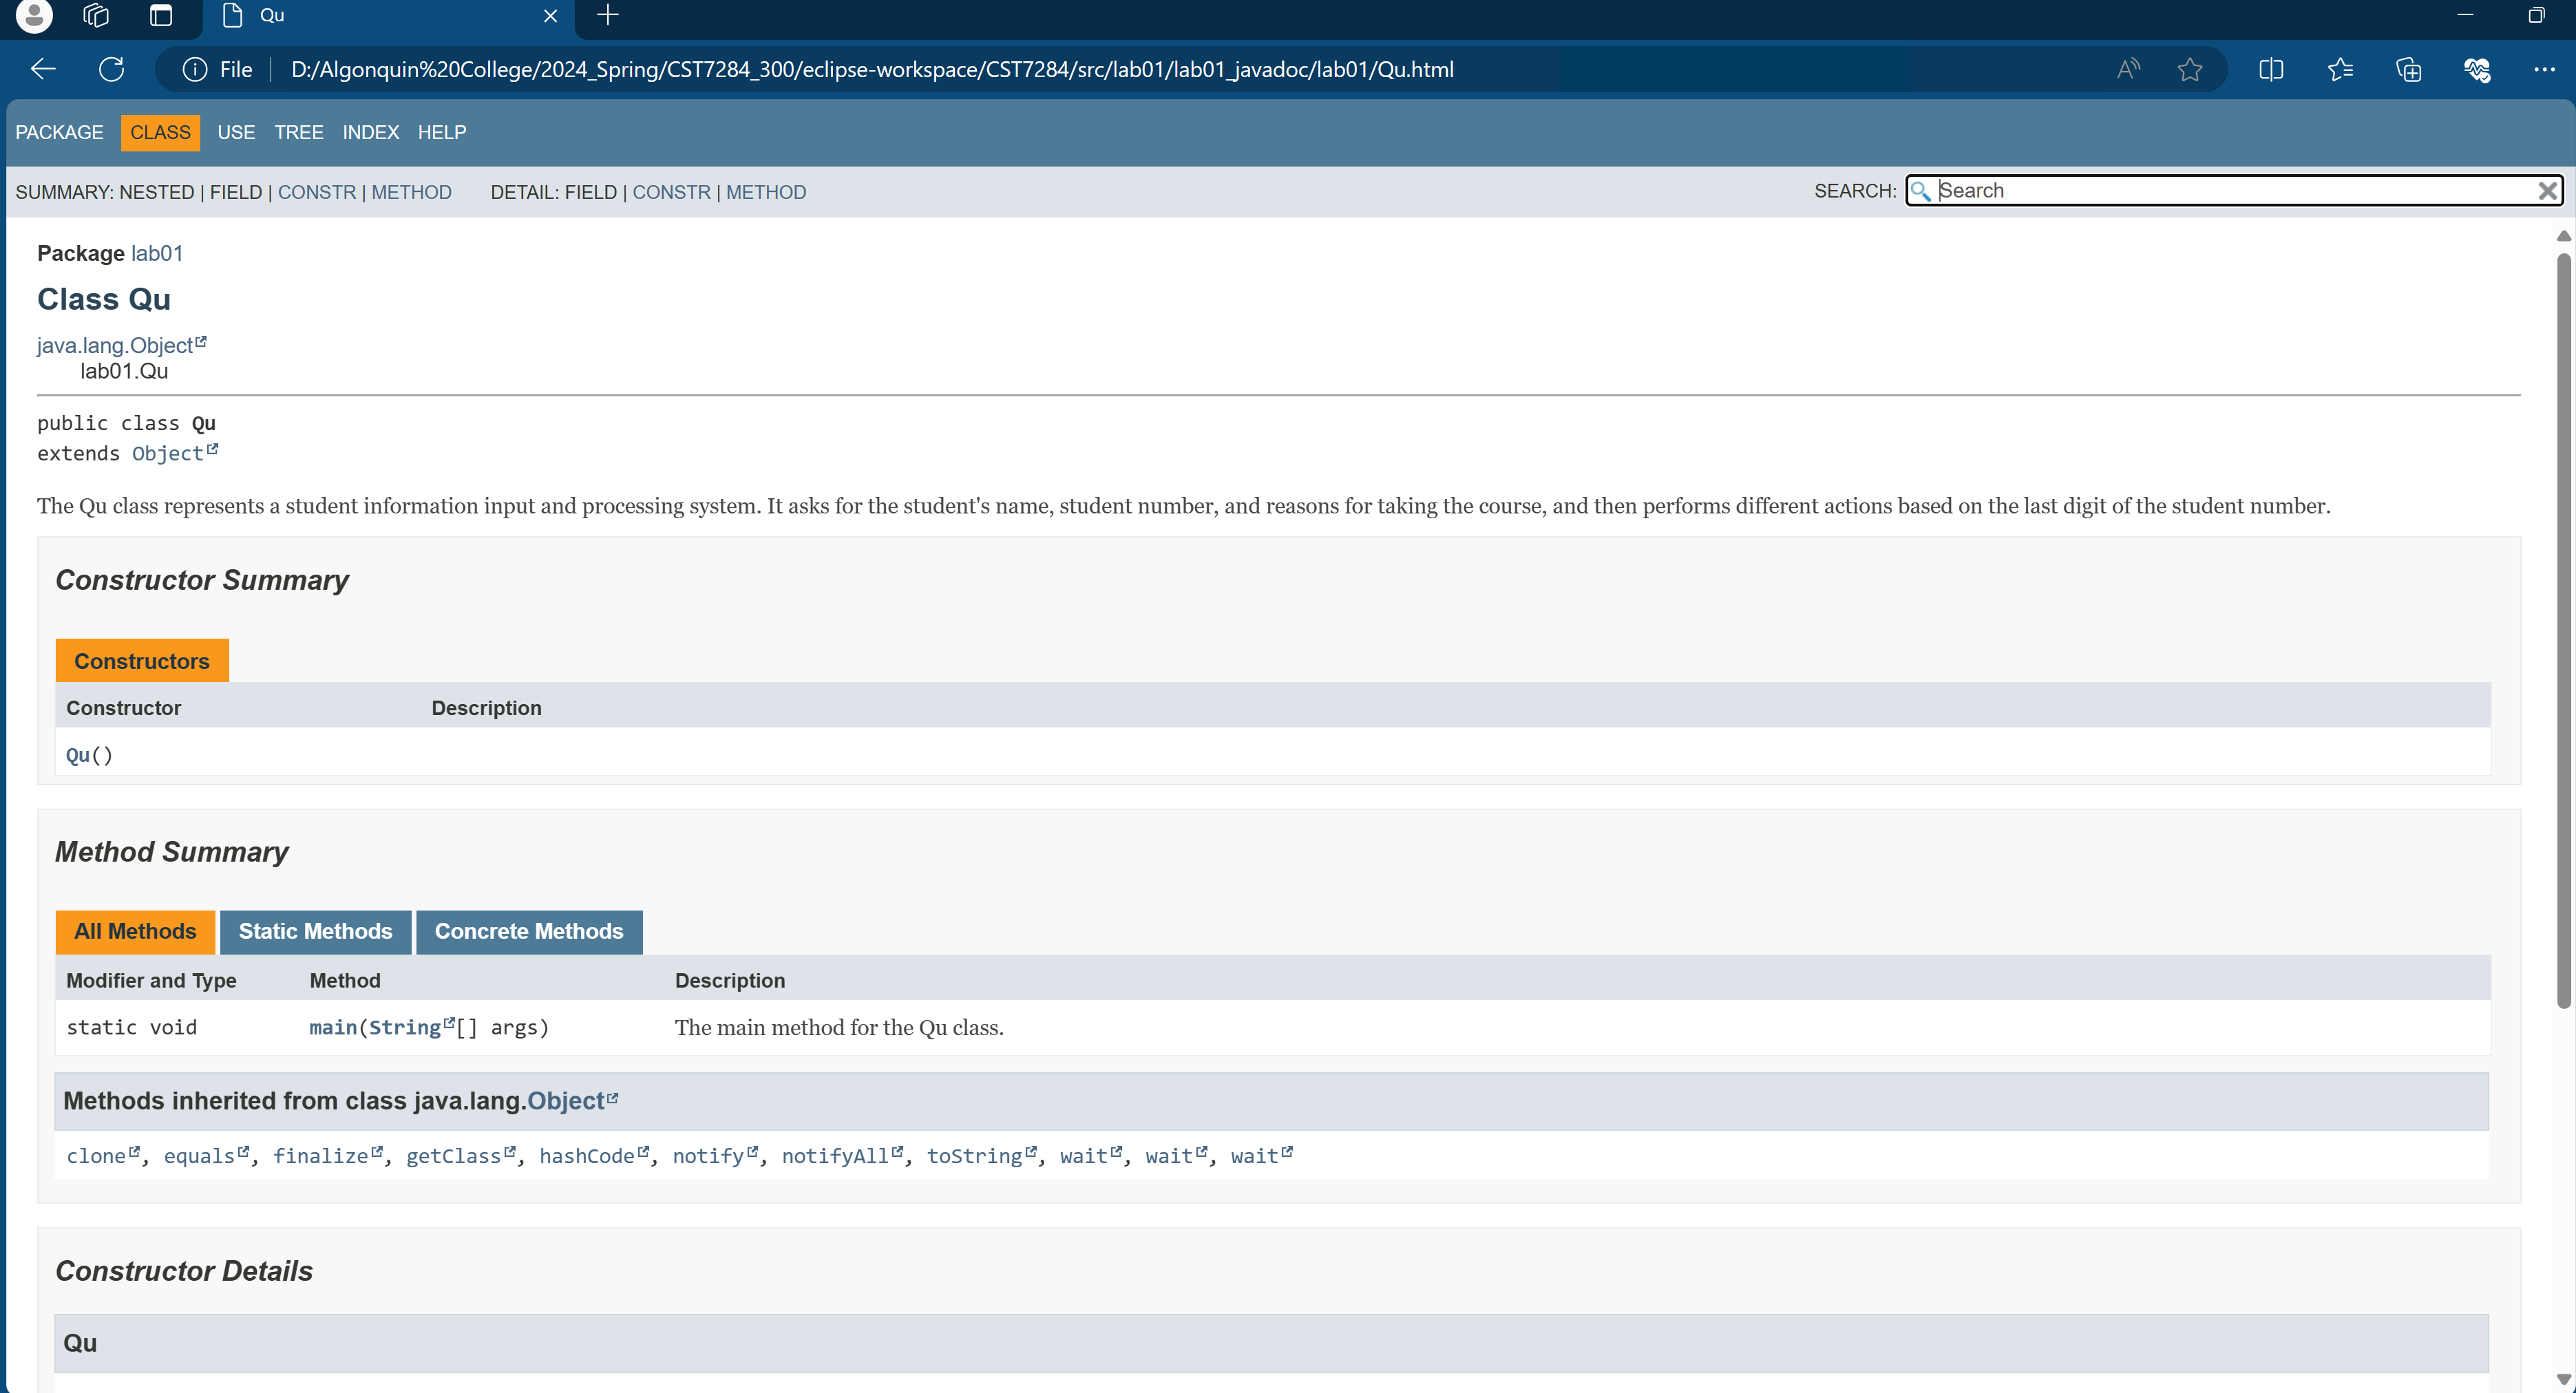 Qu
File D:/Algonquin%20College/2024_Spring/CST7284_300/eclipse-workspace/CST7284/src/lab01/lab01_javadoc/lab01/Qu.html
PACKAGE CLASS USE TREE INDEX HELP
SUMMARY: NESTED | FIELD | CONSTR | METHOD DETAIL: FIELD | CONSTR | METHOD SEARCH: Search
Package lab01
Class Qu
java.lang.Object
lab01.Qu
public class Qu
extends Object
The Qu class represents a student information input and processing system. It asks for the student's name, student number, and reasons for taking the course, and then performs different actions based on the last digit of the student number.
Constructor Summary
Constructors
Constructor Description
Qu()
Method Summary
All Methods Static Methods Concrete Methods
Modifier and Type Method Description
static void main(String[] args) The main method for the Qu class.
Methods inherited from class java.lang.Object
clone, equals, finalize, getClass, hashCode, notify, notifyAll, toString, wait, wait, wait
Constructor Details
Qu